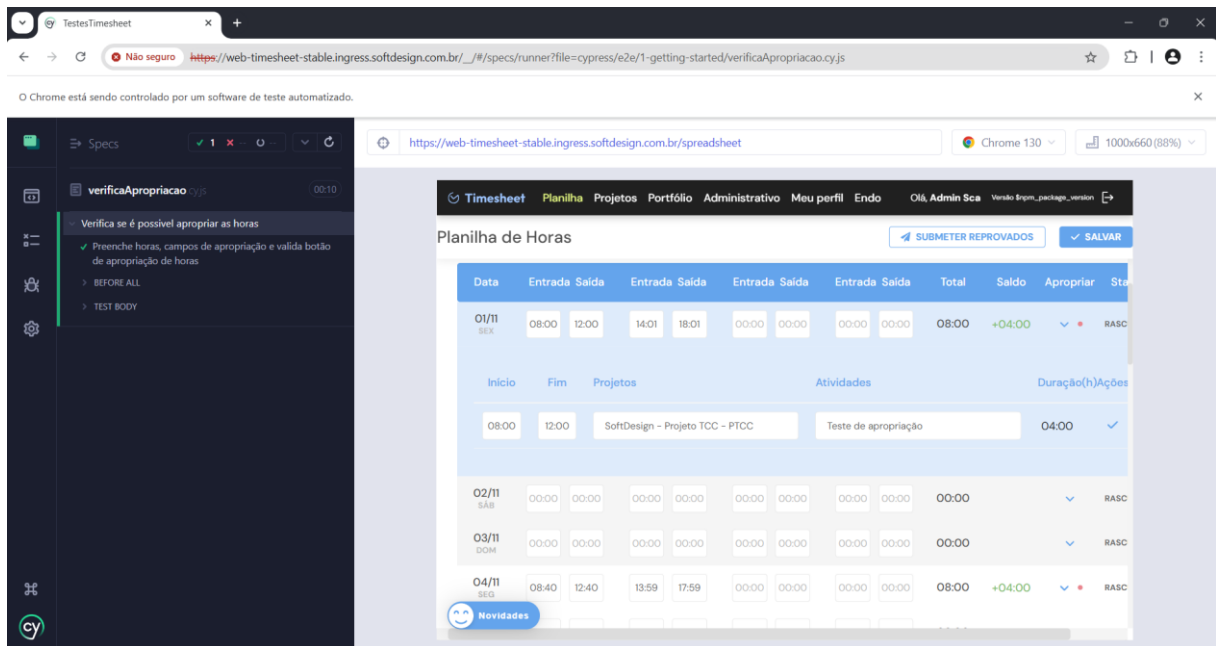 TestesTimesheet
Não seguro https://web-timesheet-stable.ingress.softdesign.com.br/__/#/specs/runner?file=cypress/e2e/1-getting-started/verificaApropriacao.cy.js
O Chrome está sendo controlado por um software de teste automatizado.
Specs 1 -- --
https://web-timesheet-stable.ingress.softdesign.com.br/spreadsheet Chrome 130 1000x660 (88%)
verificaApropriacao.cy.js 00:10
Verifica se é possivel apropriar as horas
Preenche horas, campos de apropriação e valida botão
de apropriação de horas
BEFORE ALL
TEST BODY
cy
Timesheet Planilha Projetos Portfólio Administrativo Meu perfil Endo Olá, Admin Sca Versão $npm_package_version
Planilha de Horas SUBMETER REPROVADOS SALVAR
Data Entrada Saída Entrada Saída Entrada Saída Entrada Saída Total Saldo Apropriar Sta
01/11 08:00 12:00 14:01 18:01 00:00 00:00 00:00 00:00 08:00 +04:00 RASC
SEX
Início Fim Projetos Atividades Duração(h) Ações
08:00 12:00 SoftDesign - Projeto TCC - PTCC Teste de apropriação 04:00
02/11 00:00 00:00 00:00 00:00 00:00 00:00 00:00 00:00 00:00 RASC
SÁB
03/11 00:00 00:00 00:00 00:00 00:00 00:00 00:00 00:00 00:00 RASC
DOM
04/11 08:40 12:40 13:59 17:59 00:00 00:00 00:00 00:00 08:00 +04:00 RASC
SEG
Novidades